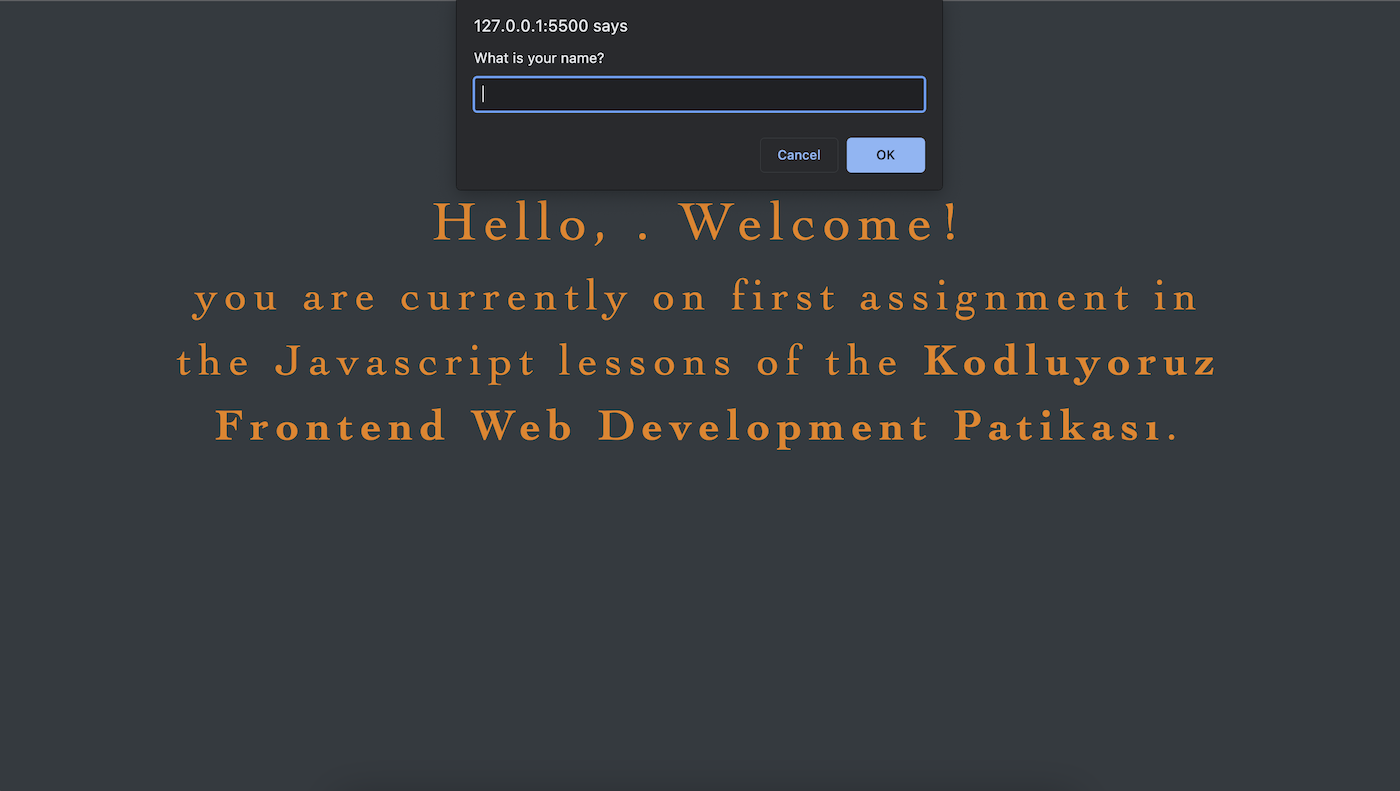 127.0.0.1:5500 says
What is your name?
Cancel OK
Hello, . Welcome!
you are currently on first assignment in
the Javascript lessons of the Kodluyoruz
Frontend Web Development Patikası.